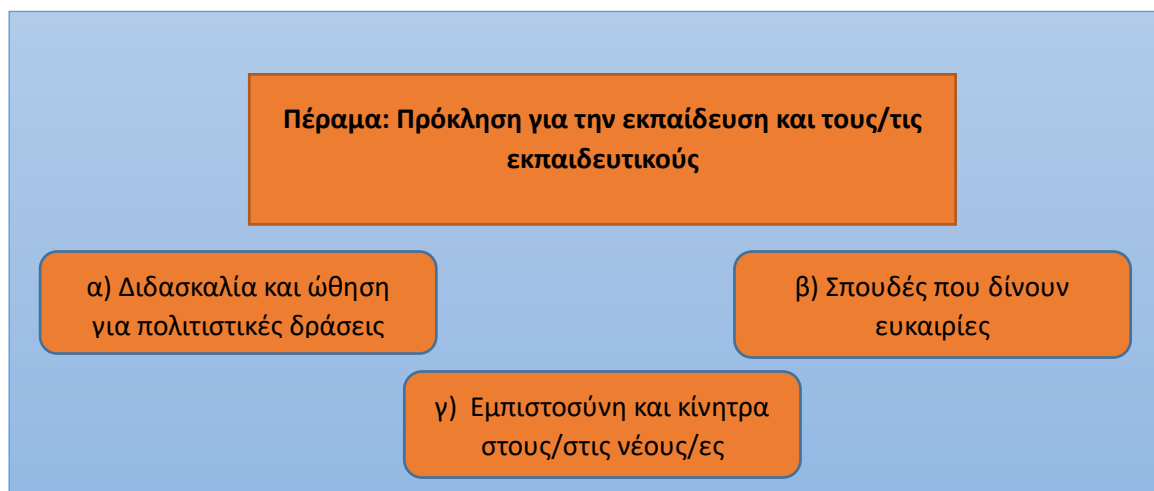 Πέραμα: Πρόκληση για την εκπαίδευση και τους/τις
εκπαιδευτικούς
α) Διδασκαλία και ώθηση
για πολιτιστικές δράσεις
β) Σπουδές που δίνουν
ευκαιρίες
γ)  Εμπιστοσύνη και κίνητρα
στους/στις νέους/ες